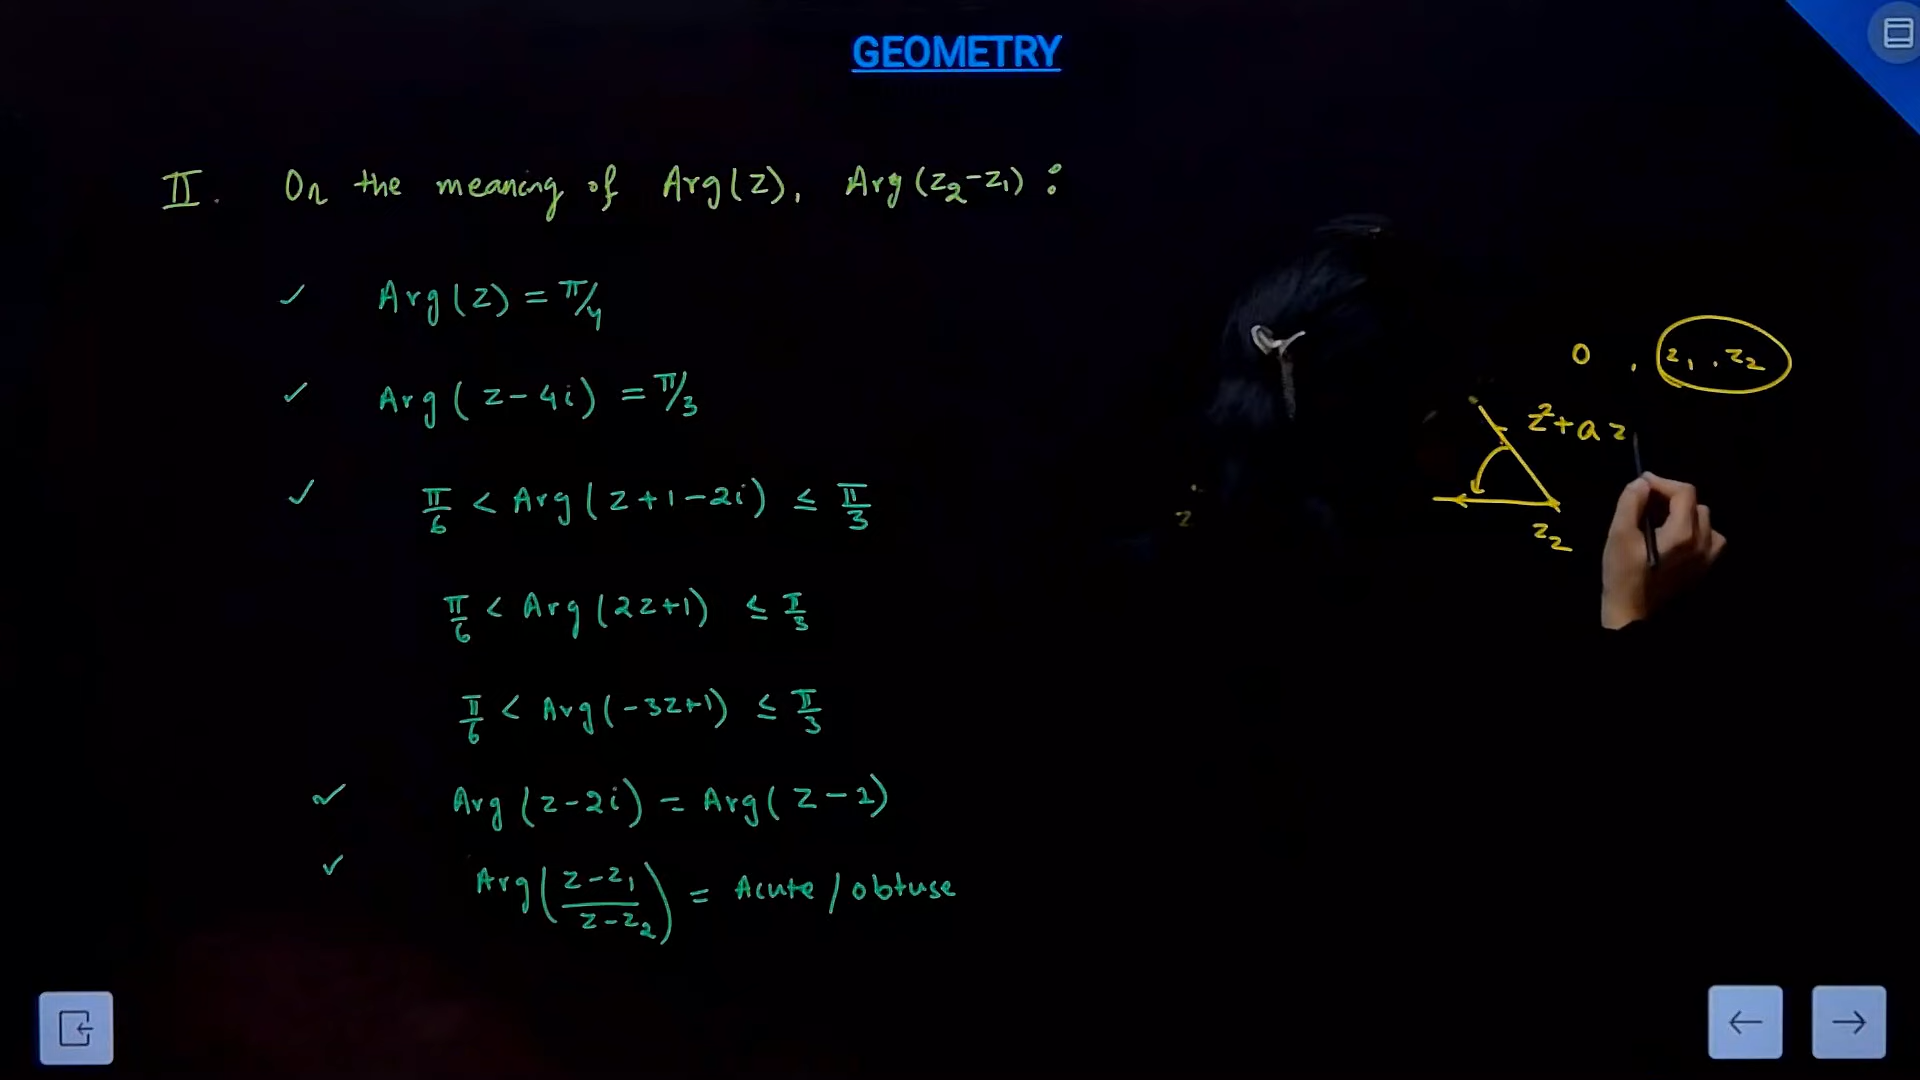 GEOMETRY
II. On the meaning of Arg(z), Arg(z₂-z₁) :
✓ Arg(z) = π/4
✓ Arg(z-4i) = π/3
✓ π/6 < Arg(z+1-2i) ≤ π/3
π/6 < Arg(2z+1) ≤ π/3
π/6 < Arg(-3z+1) ≤ π/3
✓ Arg(z-2i) = Arg(z-1)
✓ Arg((z-z₁)/(z-z₂)) = Acute / obtuse
0 , z₁, z₂
z²+az
z₂
z